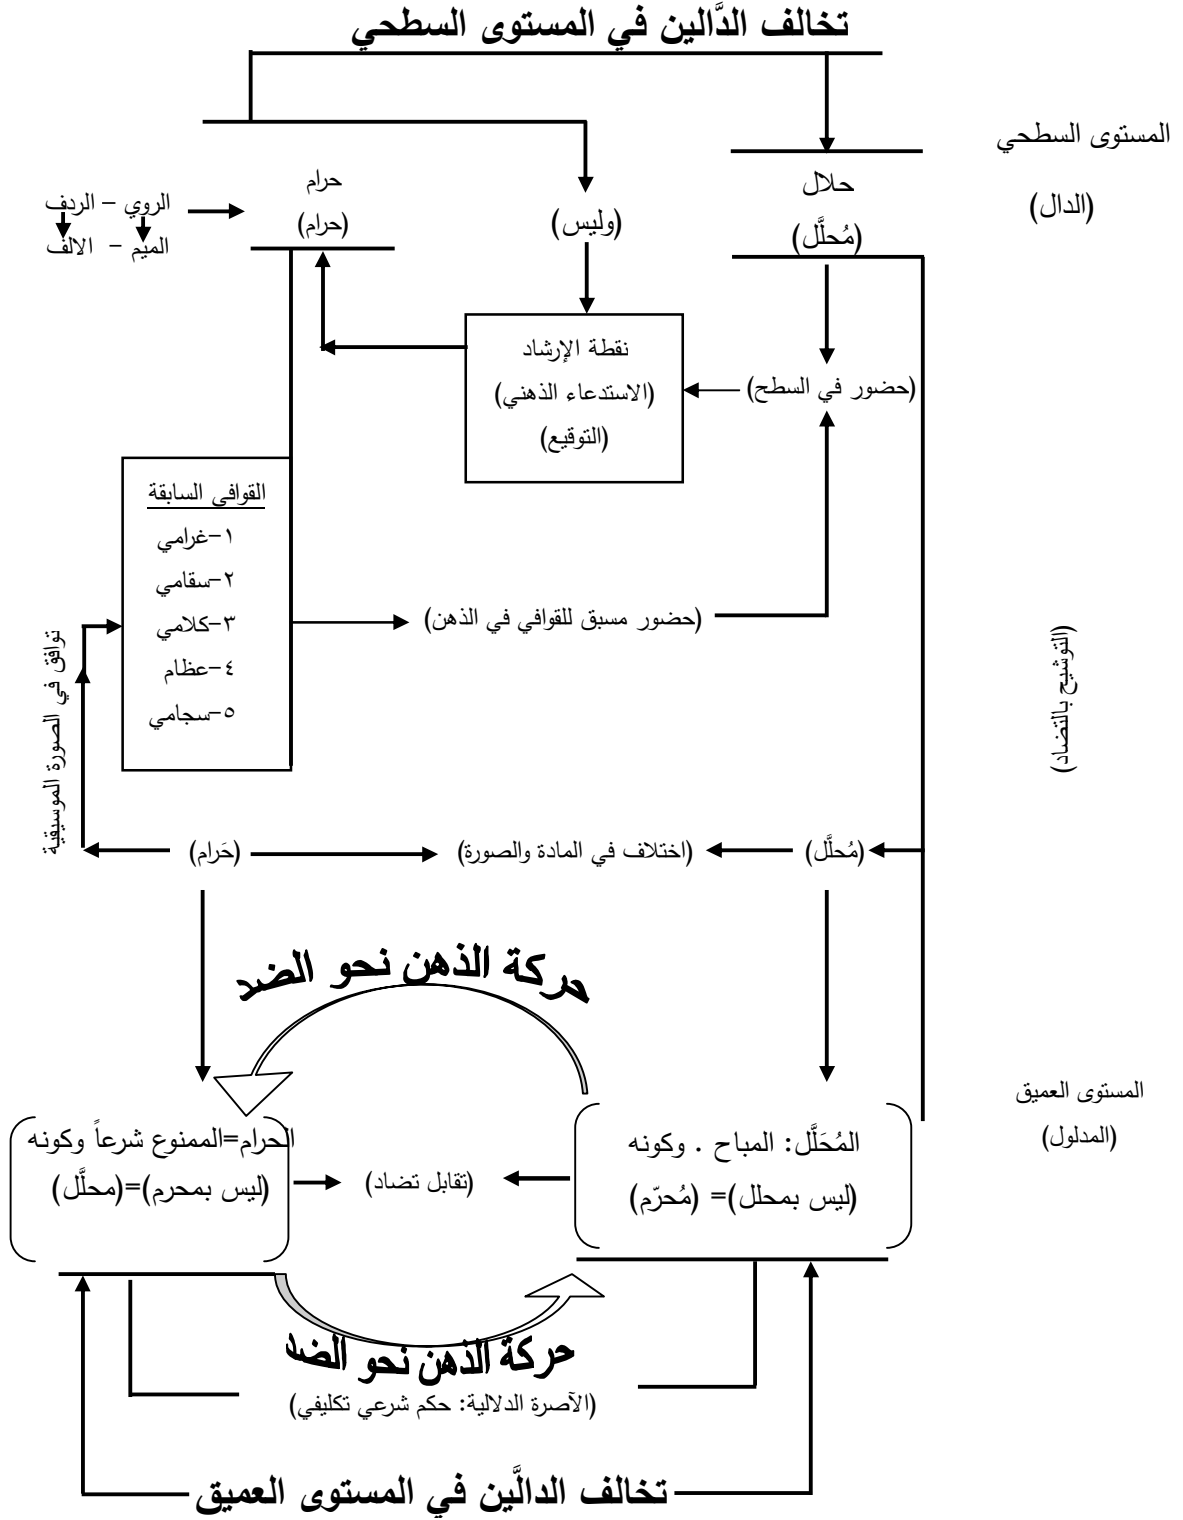 تخالف الدَّالين في المستوى السطحي
المستوى السطحي
(الدال)
حلال
(مُحلَّل)
(وليس)
حرام
(حرام)
الروي – الردف
الميم – الالف
نقطة الإرشاد
(الاستدعاء الذهني)
(التوقيع)
(حضور في السطح)
القوافي السابقة
١–غرامي
٢–سقامي
٣–كلامي
٤–عظام
٥–سجامي
(حضور مسبق للقوافي في الذهن)
توافق في الصورة الموسيقية
(التوشيح بالتضاد)
(مُحلَّل)
(اختلاف في المادة والصورة)
(حَرام)
حركة الذهن نحو الضد
المستوى العميق
(المدلول)
المُحَلَّل: المباح . وكونه
(ليس بمحلل)= (مُحرّم)
(تقابل تضاد)
الحرام=الممنوع شرعاً وكونه
(ليس بمحرم)=(محلَّل)
حركة الذهن نحو الضد
(الآصرة الدلالية: حكم شرعي تكليفي)
تخالف الدالَّين في المستوى العميق